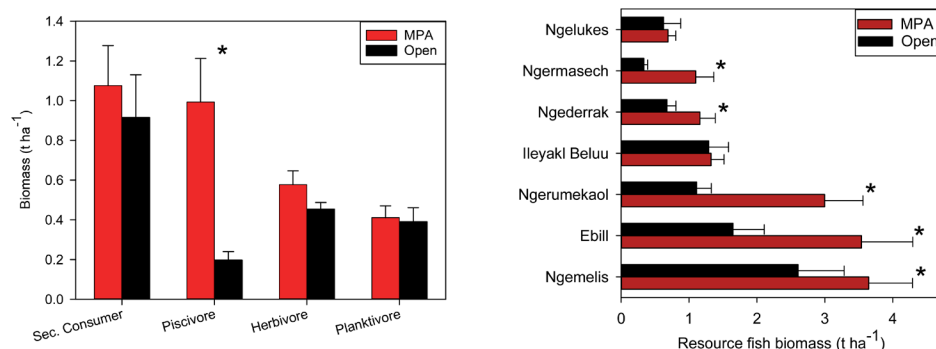 1.4
1.2
1.0
0.8
0.6
0.4
0.2
0.0
Biomass (t ha⁻¹)
MPA
Open
*
Sec. Consumer
Piscivore
Herbivore
Planktivore
Ngelukes
Ngermasech
Ngederrak
Ileyakl Beluu
Ngerumekaol
Ebill
Ngemelis
Open
MPA
*
*
*
*
*
0
1
2
3
4
Resource fish biomass (t ha⁻¹)